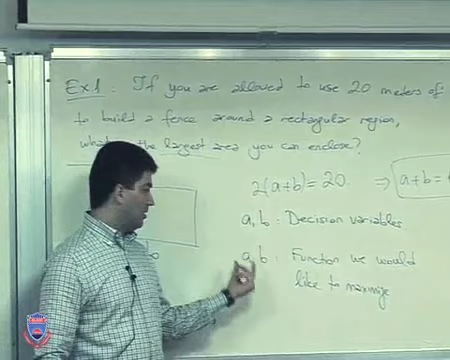 Ex1: If you are allowed to use 20 meters of
to build a fence around a rectangular region,
what the largest area you can enclose?
2(a+b)=20 ⇒ a+b=
a, b : Decision variables.
a.b : Function we would
like to maximize